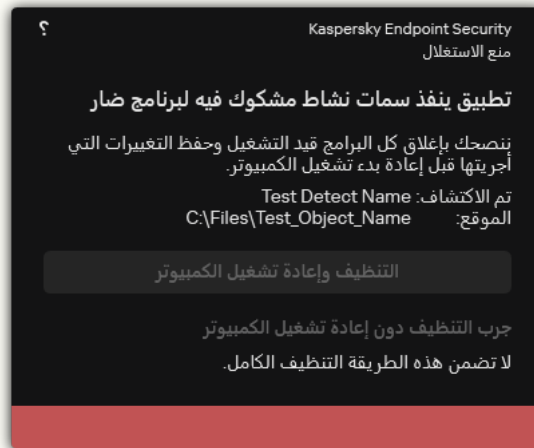 ؟
Kaspersky Endpoint Security
منع الاستغلال
تطبيق ينفذ سمات نشاط مشكوك فيه لبرنامج ضار
ننصحك بإغلاق كل البرامج قيد التشغيل وحفظ التغييرات التي
أجريتها قبل إعادة بدء تشغيل الكمبيوتر.
تم الاكتشاف: Test Detect Name
الموقع: C:\Files\Test_Object_Name
التنظيف وإعادة تشغيل الكمبيوتر
جرب التنظيف دون إعادة تشغيل الكمبيوتر
لا تضمن هذه الطريقة التنظيف الكامل.